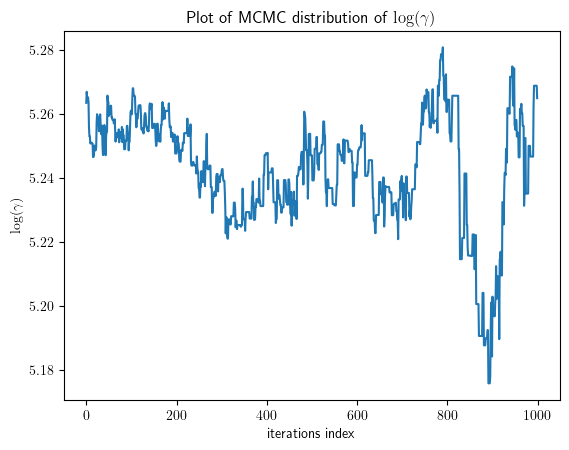 Plot of MCMC distribution of log(γ)
5.28
5.26
5.24
5.22
5.20
5.18
log(γ)
0 200 400 600 800 1000
iterations index